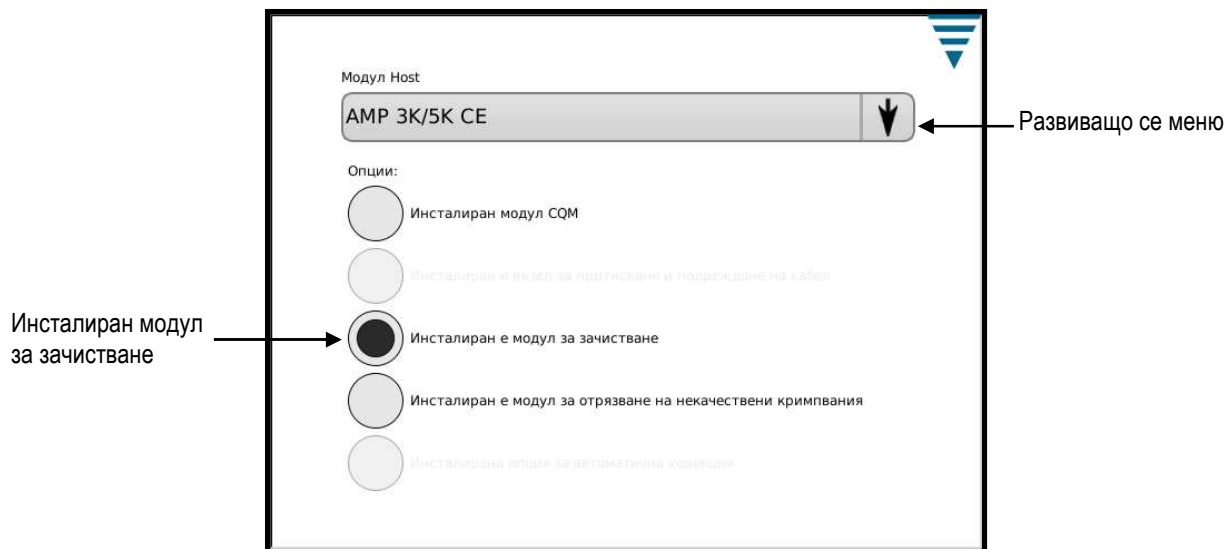 Модул Host
AMP 3K/5K CE
Развиващо се меню
Опции:
Инсталиран модул CQM
Инсталиран е възел за притискане и подреждане на кабел
Инсталиран модул
за зачистване
Инсталиран е модул за зачистване
Инсталиран е модул за отрязване на некачествени кримпвания
Инсталирана опция за автоматична корекция